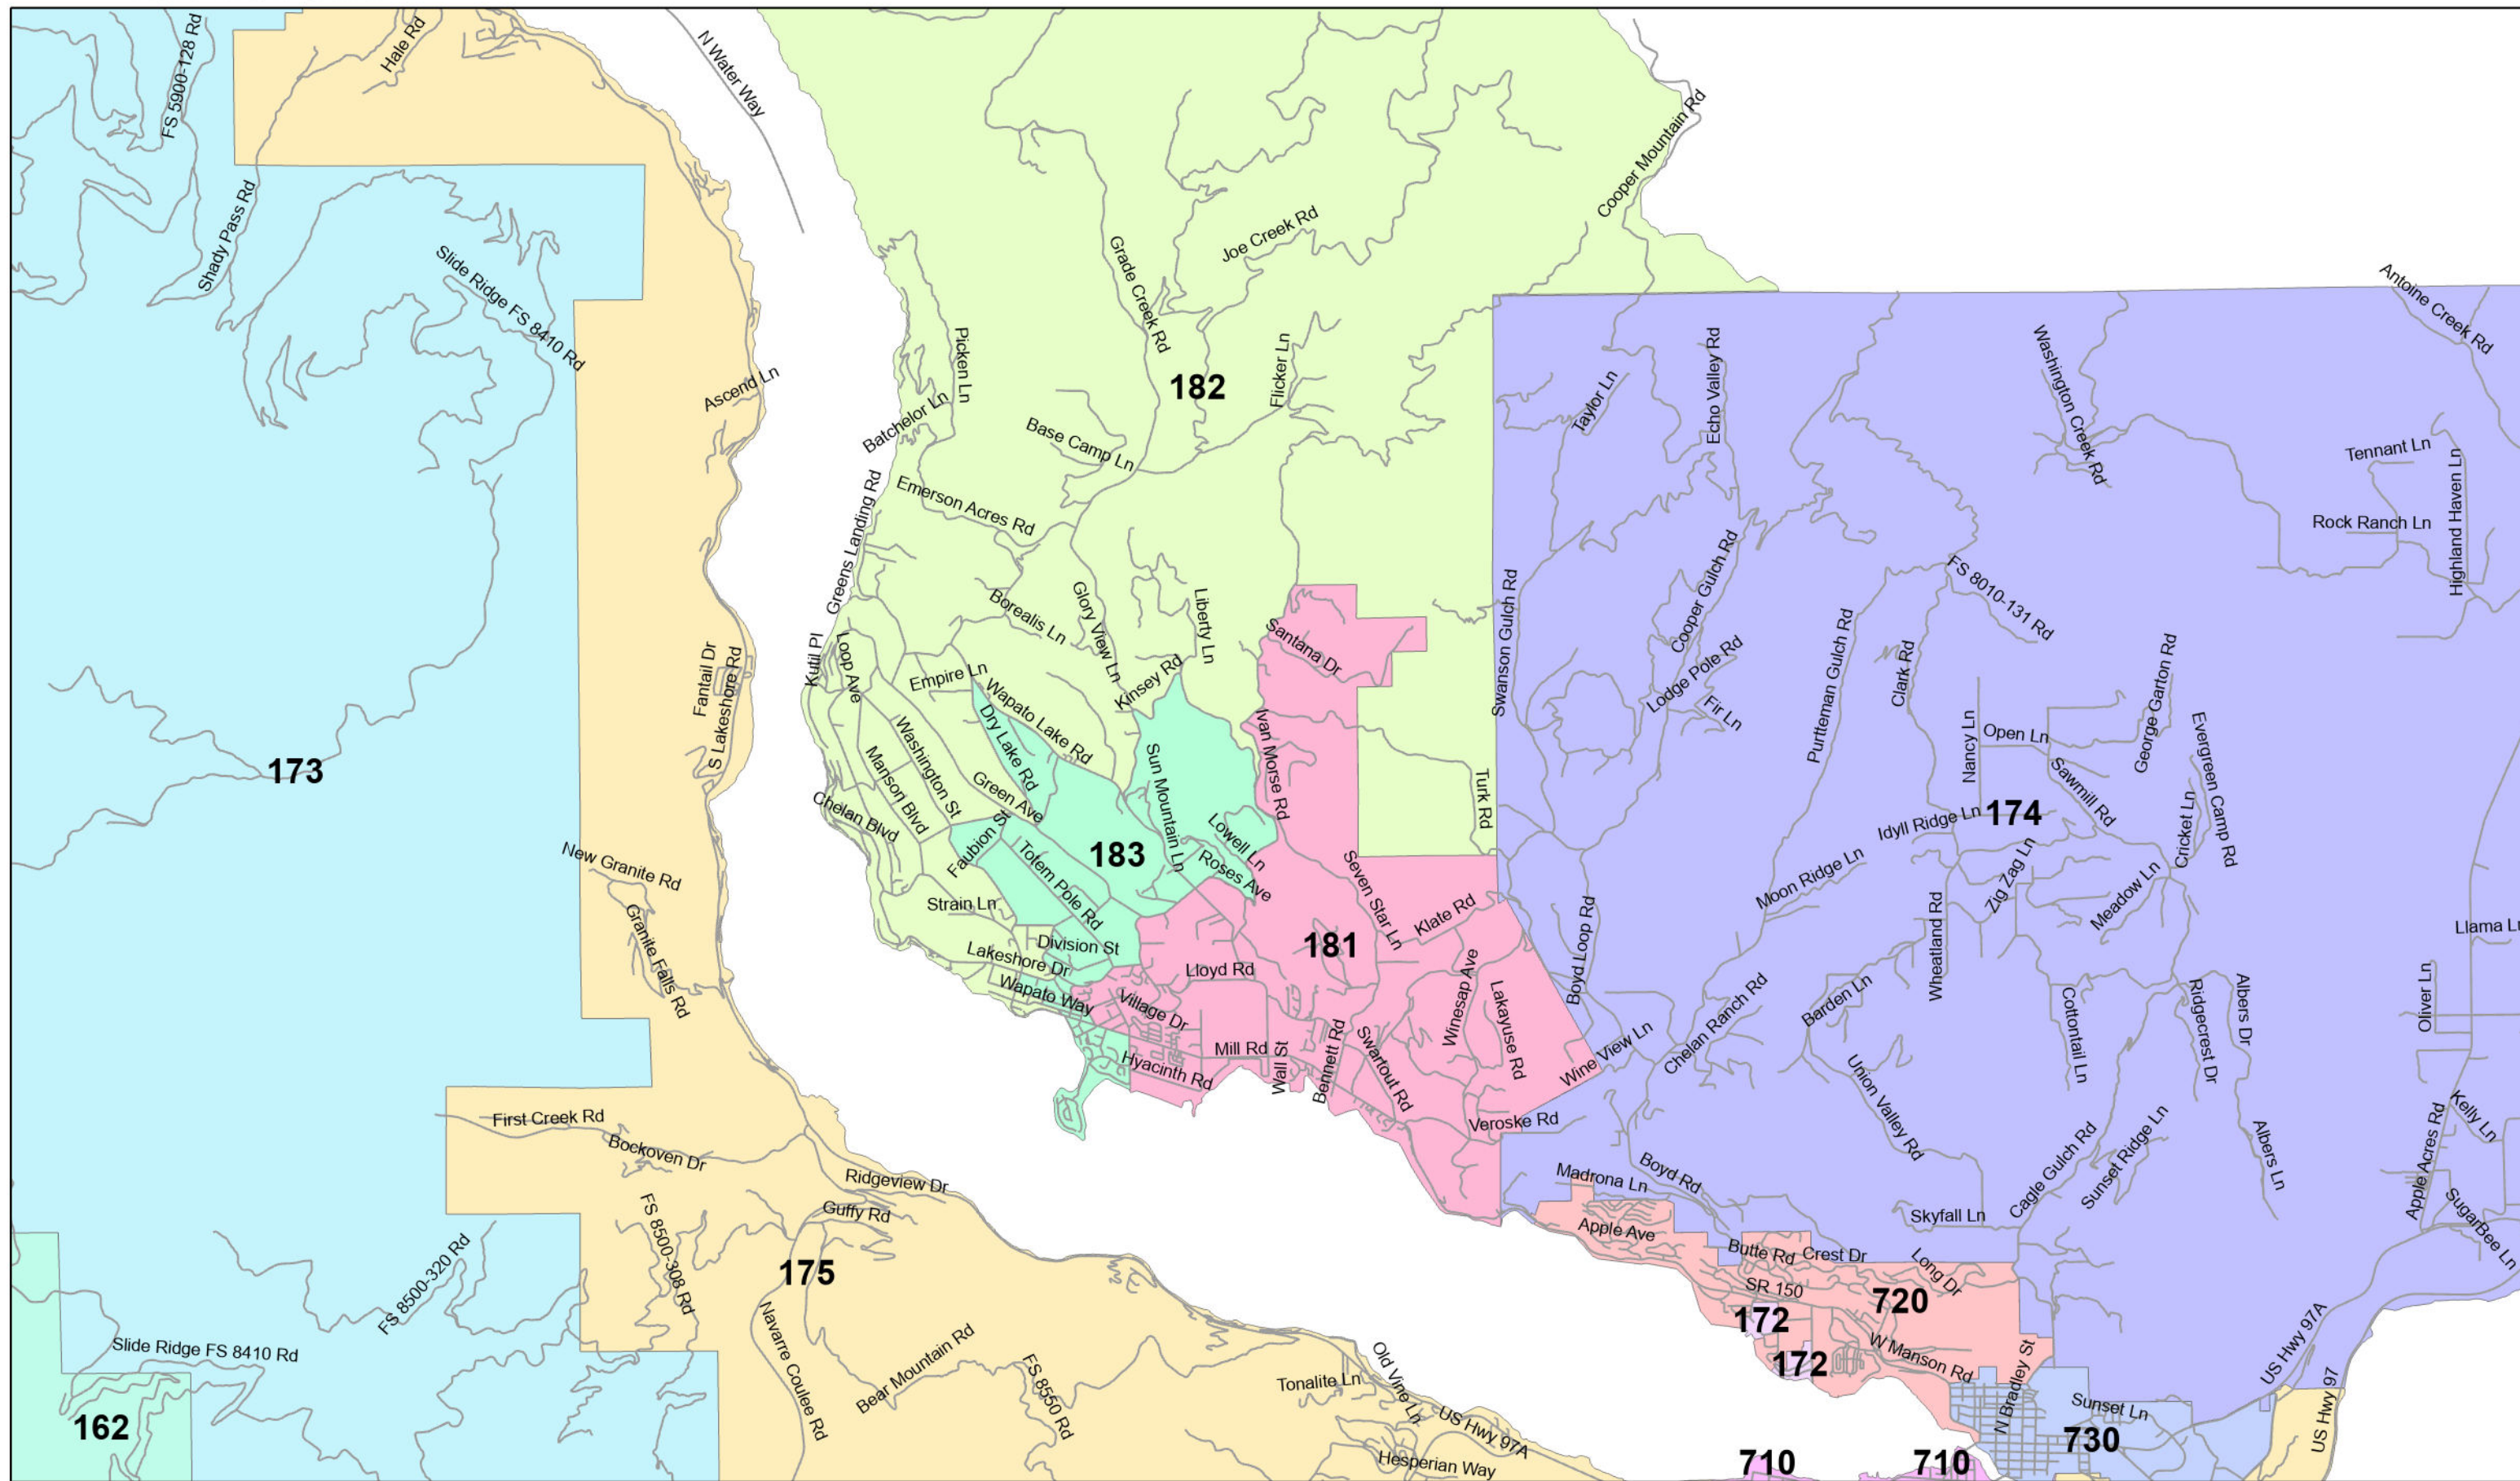 FS 5900-128 Rd
Hale Rd
N Water Way
Cooper Mountain Rd
Shady Pass Rd
Slide Ridge FS 8410 Rd
Joe Creek Rd
Grade Creek Rd
Antoine Creek Rd
Ascend Ln
Picken Ln
Batchelor Ln
182
Flicker Ln
Base Camp Ln
Taylor Ln
Echo Valley Rd
Washington Creek Rd
Tennant Ln
Highland Haven Ln
Rock Ranch Ln
Emerson Acres Rd
Greens Landing Rd
Borealis Ln
Glory View Ln
Liberty Ln
Santana Dr
Swanson Gulch Rd
Cooper Gulch Rd
Lodge Pole Rd
Fir Ln
FS 8010-131 Rd
Purtteman Gulch Rd
Clark Rd
Kutil Pl
Loop Ave
Empire Ln
Kinsey Rd
Wapato Lake Rd
Dry Lake Rd
Fantail Dr
S Lakeshore Rd
173
Washington St
Manson Blvd
Green Ave
Sun Mountain Ln
Ivan Morse Rd
Turk Rd
Nancy Ln
Open Ln
George Garton Rd
Evergreen Camp Rd
Sawmill Rd
174
Idyll Ridge Ln
Cricket Ln
Chelan Blvd
Faubion St
183
Lowell Ln
Roses Ave
Totem Pole Rd
New Granite Rd
Granite Falls Rd
Strain Ln
Division St
Lakeshore Dr
Wapato Way
Seven Star Ln
Klate Rd
181
Lloyd Rd
Village Dr
Winesap Ave
Lakayuse Rd
Boyd Loop Rd
Moon Ridge Ln
Zig Zag Ln
Meadow Ln
Wheatland Rd
Barden Ln
Chelan Ranch Rd
Cottontail Ln
Ridgecrest Dr
Albers Dr
Llama Ln
Oliver Ln
Mill Rd
Wall St
Hyacinth Rd
Bennett Rd
Swartout Rd
Wine View Ln
Veroske Rd
Union Valley Rd
First Creek Rd
Bockoven Dr
Ridgeview Dr
Guffy Rd
Madrona Ln
Boyd Rd
Cagle Gulch Rd
Sunset Ridge Ln
Albers Ln
Apple Acres Rd
Kelly Ln
SugarBee Ln
Skyfall Ln
Apple Ave
Butte Rd
Crest Dr
Long Dr
SR 150
720
172
172
W Manson Rd
FS 8500-308 Rd
FS 8500-320 Rd
175
Slide Ridge FS 8410 Rd
Navarre Coulee Rd
Bear Mountain Rd
FS 8550 Rd
Tonalite Ln
Old Vine Ln
US Hwy 97A
Hesperian Way
162
N Bradley St
Sunset Ln
730
710
710
US Hwy 97A
US Hwy 97